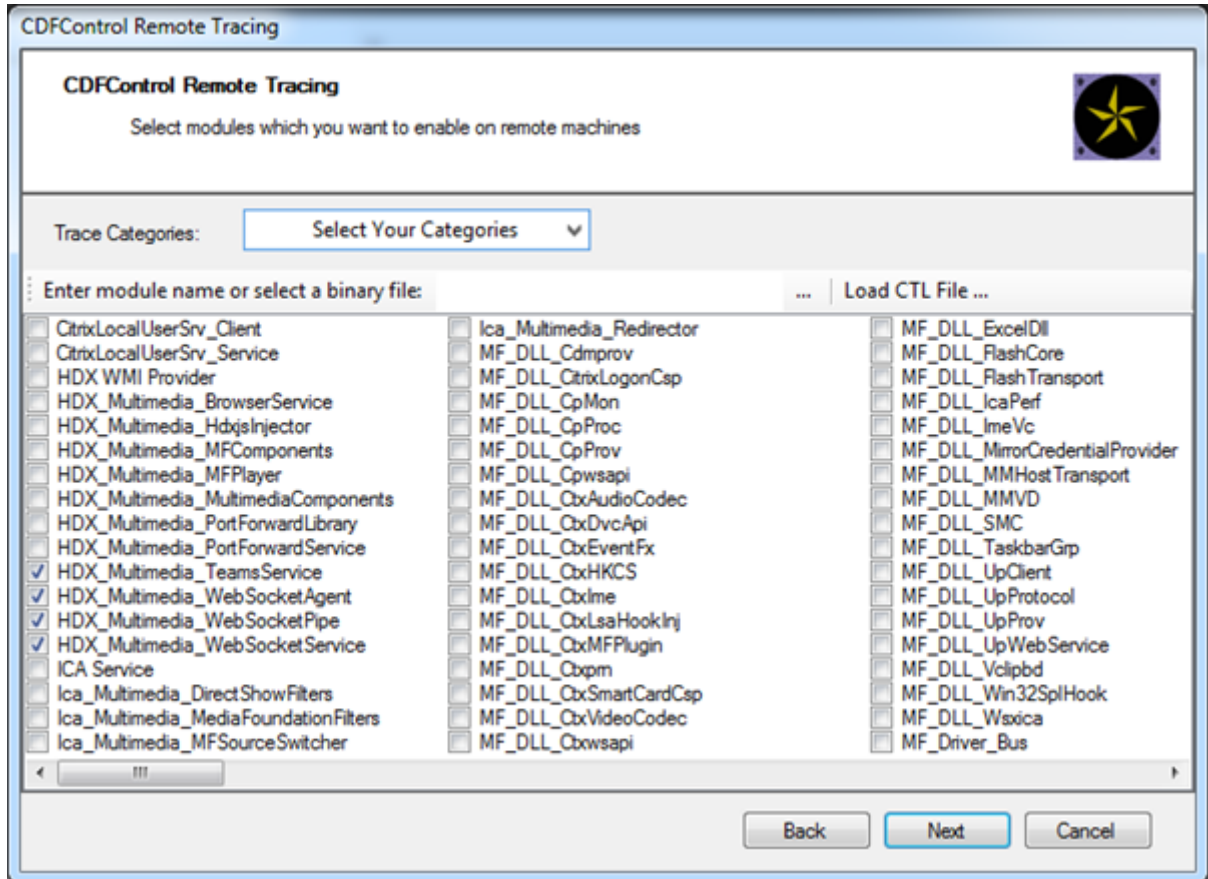 CDFControl Remote Tracing
CDFControl Remote Tracing
Select modules which you want to enable on remote machines
Trace Categories:
Select Your Categories
Enter module name or select a binary file:
...
Load CTL File ...
CitrixLocalUserSrv_Client
CitrixLocalUserSrv_Service
HDX WMI Provider
HDX_Multimedia_BrowserService
HDX_Multimedia_HdxjsInjector
HDX_Multimedia_MFComponents
HDX_Multimedia_MFPlayer
HDX_Multimedia_MultimediaComponents
HDX_Multimedia_PortForwardLibrary
HDX_Multimedia_PortForwardService
HDX_Multimedia_TeamsService
HDX_Multimedia_WebSocketAgent
HDX_Multimedia_WebSocketPipe
HDX_Multimedia_WebSocketService
ICA Service
Ica_Multimedia_DirectShowFilters
Ica_Multimedia_MediaFoundationFilters
Ica_Multimedia_MFSourceSwitcher
Ica_Multimedia_Redirector
MF_DLL_Cdmprov
MF_DLL_CitrixLogonCsp
MF_DLL_CpMon
MF_DLL_CpProc
MF_DLL_CpProv
MF_DLL_Cpwsapi
MF_DLL_CtxAudioCodec
MF_DLL_CtxDvcApi
MF_DLL_CtxEventFx
MF_DLL_CtxHKCS
MF_DLL_CtxIme
MF_DLL_CtxLsaHookInj
MF_DLL_CtxMFPlugin
MF_DLL_Ctxpm
MF_DLL_CtxSmartCardCsp
MF_DLL_CtxVideoCodec
MF_DLL_Ctxwsapi
MF_DLL_ExcelDll
MF_DLL_FlashCore
MF_DLL_FlashTransport
MF_DLL_IcaPerf
MF_DLL_ImeVc
MF_DLL_MirrorCredentialProvider
MF_DLL_MMHostTransport
MF_DLL_MMVD
MF_DLL_SMC
MF_DLL_TaskbarGrp
MF_DLL_UpClient
MF_DLL_UpProtocol
MF_DLL_UpProv
MF_DLL_UpWebService
MF_DLL_Vclipbd
MF_DLL_Win32SplHook
MF_DLL_Wsxica
MF_Driver_Bus
Back
Next
Cancel